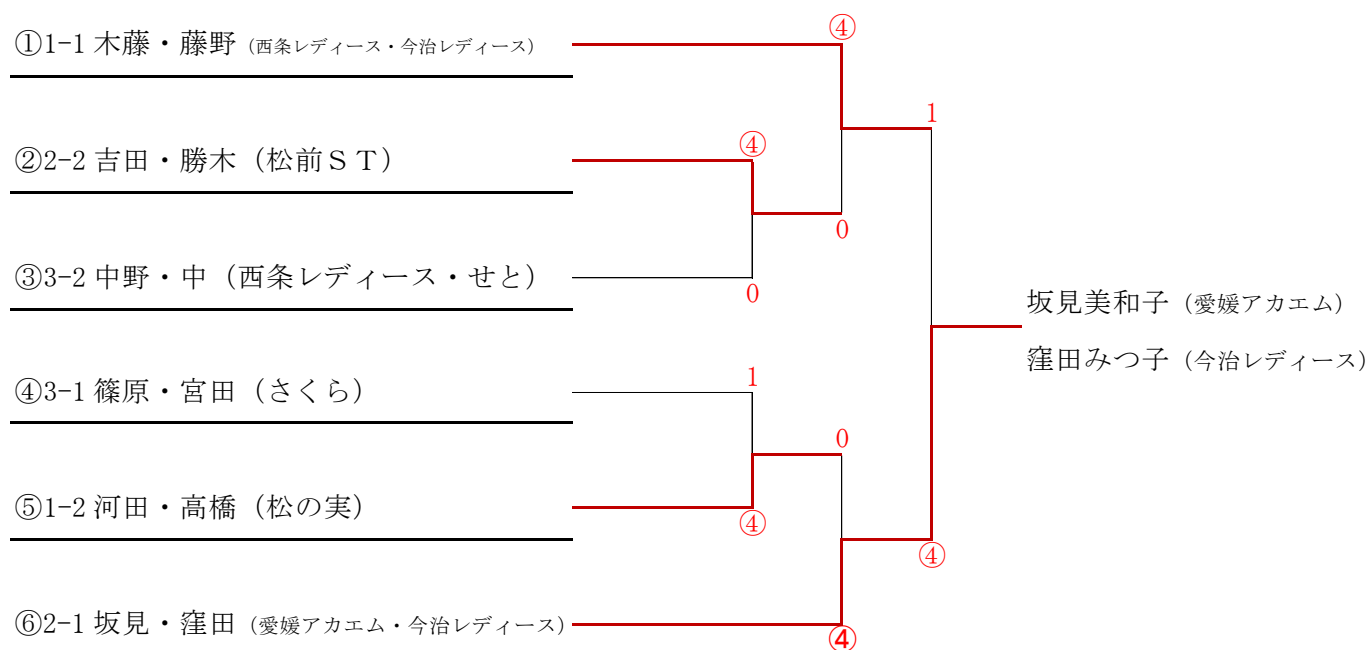 ④
①1-1 木藤・藤野（西条レディース・今治レディース）
1
④
②2-2 吉田・勝木（松前ＳＴ）
0
③3-2 中野・中（西条レディース・せと）
0
坂見美和子（愛媛アカエム）
窪田みつ子（今治レディース）
1
④3-1 篠原・宮田（さくら）
0
⑤1-2 河田・高橋（松の実）
④
④
⑥2-1 坂見・窪田（愛媛アカエム・今治レディース）
④